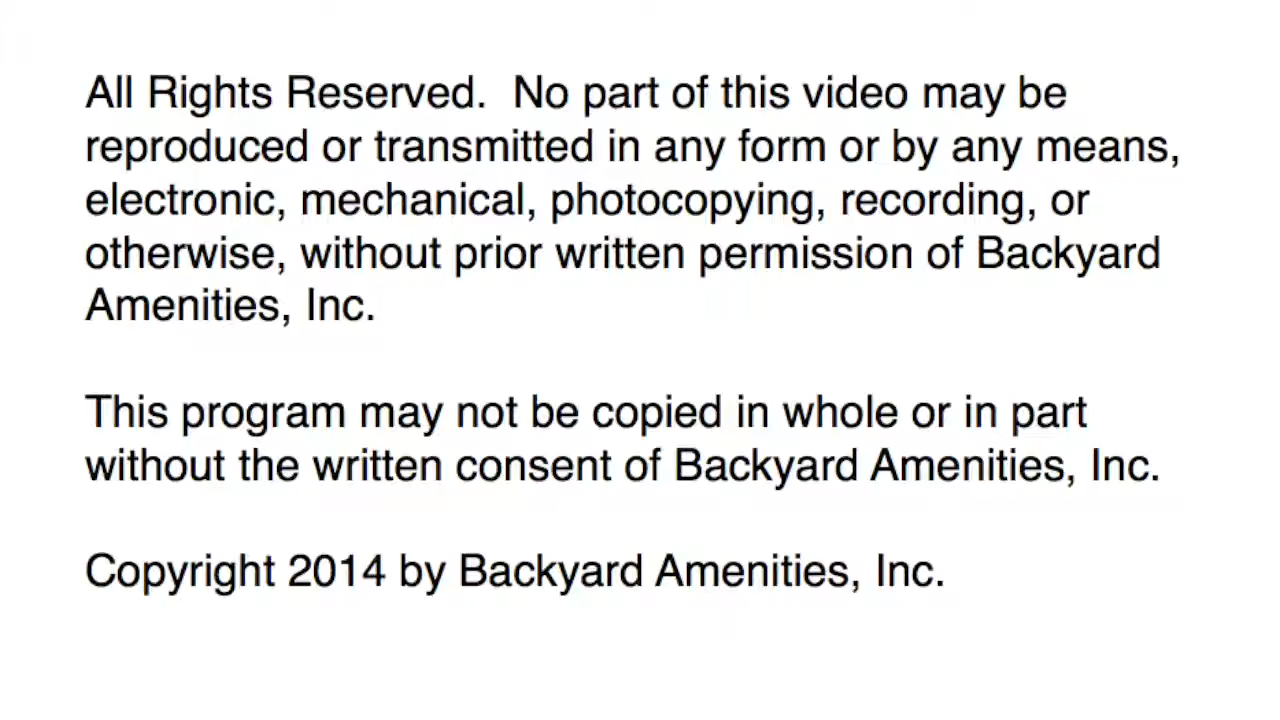 All Rights Reserved.  No part of this video may be
reproduced or transmitted in any form or by any means,
electronic, mechanical, photocopying, recording, or
otherwise, without prior written permission of Backyard
Amenities, Inc.
This program may not be copied in whole or in part
without the written consent of Backyard Amenities, Inc.
Copyright 2014 by Backyard Amenities, Inc.